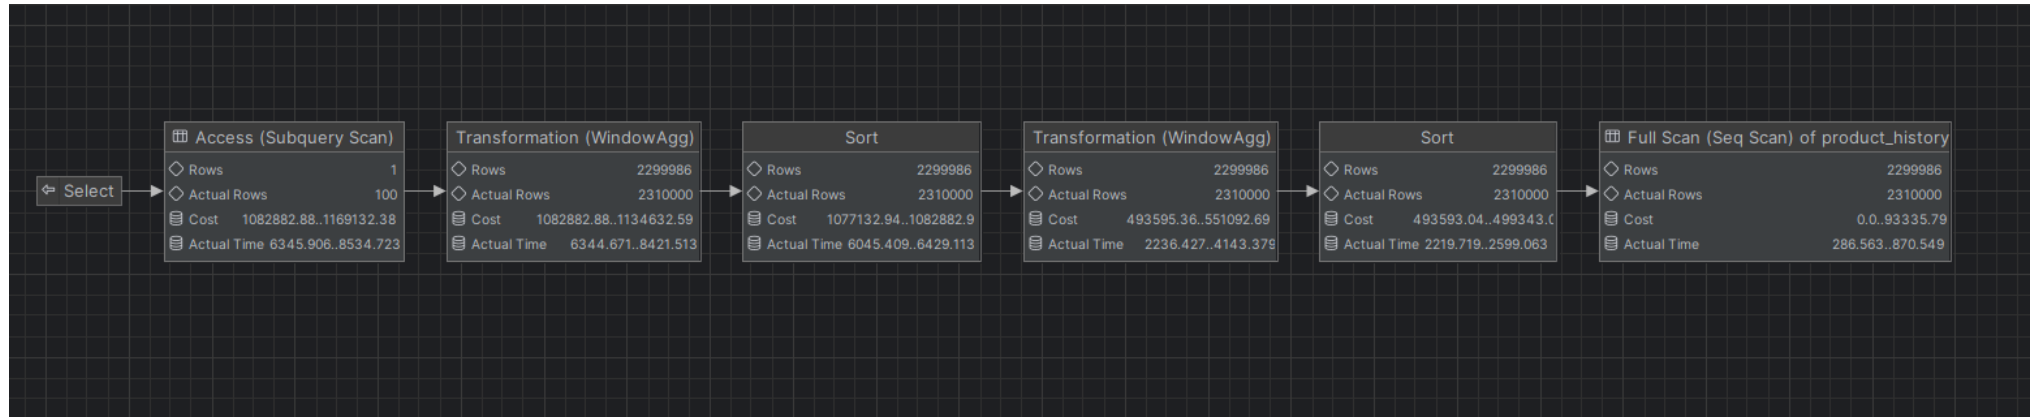 Select
Access (Subquery Scan)
Rows 1
Actual Rows 100
Cost 1082882.88..1169132.38
Actual Time 6345.906..8534.723
Transformation (WindowAgg)
Rows 2299986
Actual Rows 2310000
Cost 1082882.88..1134632.59
Actual Time 6344.671..8421.513
Sort
Rows 2299986
Actual Rows 2310000
Cost 1077132.94..1082882.9
Actual Time 6045.409..6429.113
Transformation (WindowAgg)
Rows 2299986
Actual Rows 2310000
Cost 493595.36..551092.69
Actual Time 2236.427..4143.379
Sort
Rows 2299986
Actual Rows 2310000
Cost 493593.04..499343.0
Actual Time 2219.719..2599.063
Full Scan (Seq Scan) of product_history
Rows 2299986
Actual Rows 2310000
Cost 0.0..93335.79
Actual Time 286.563..870.549